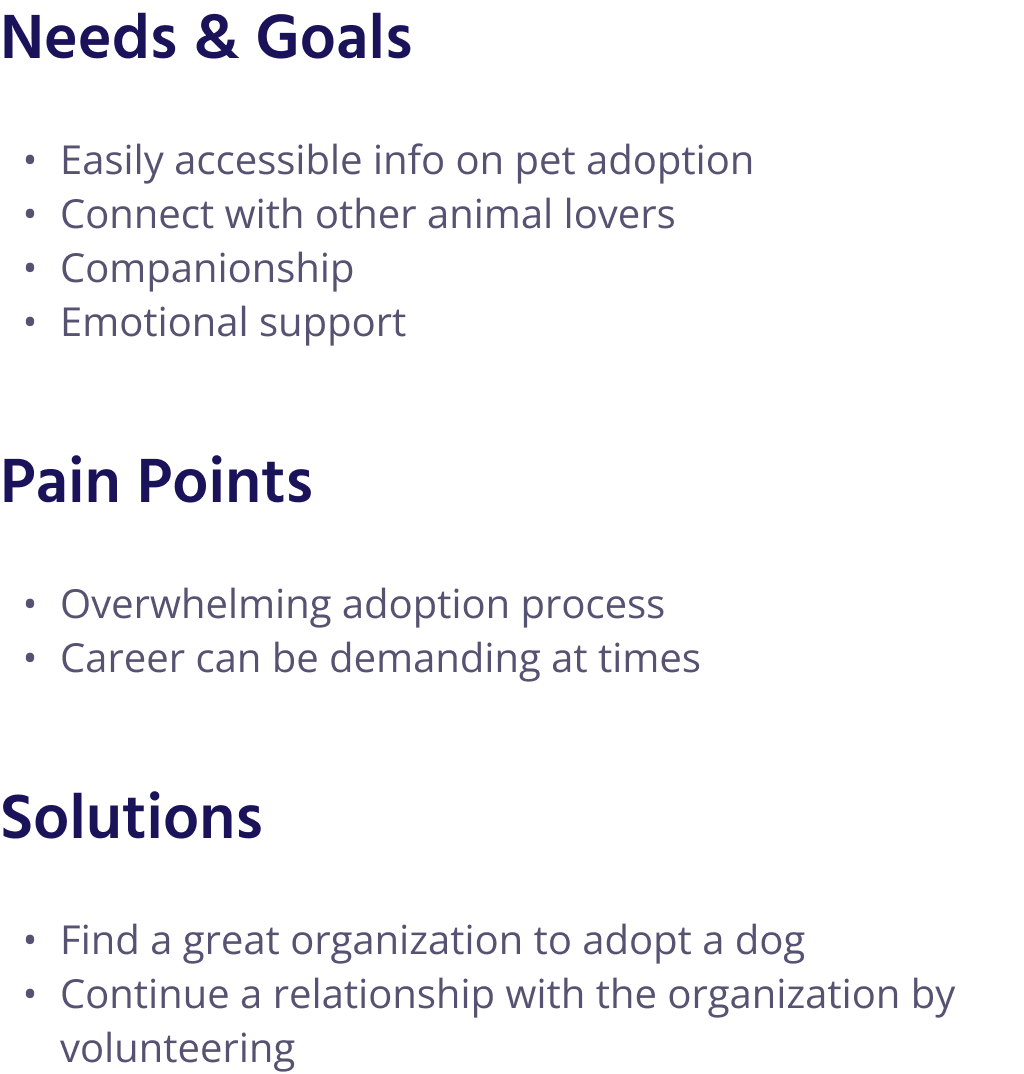 Needs & Goals
• Easily accessible info on pet adoption
• Connect with other animal lovers
• Companionship
• Emotional support
Pain Points
• Overwhelming adoption process
• Career can be demanding at times
Solutions
• Find a great organization to adopt a dog
• Continue a relationship with the organization by
volunteering